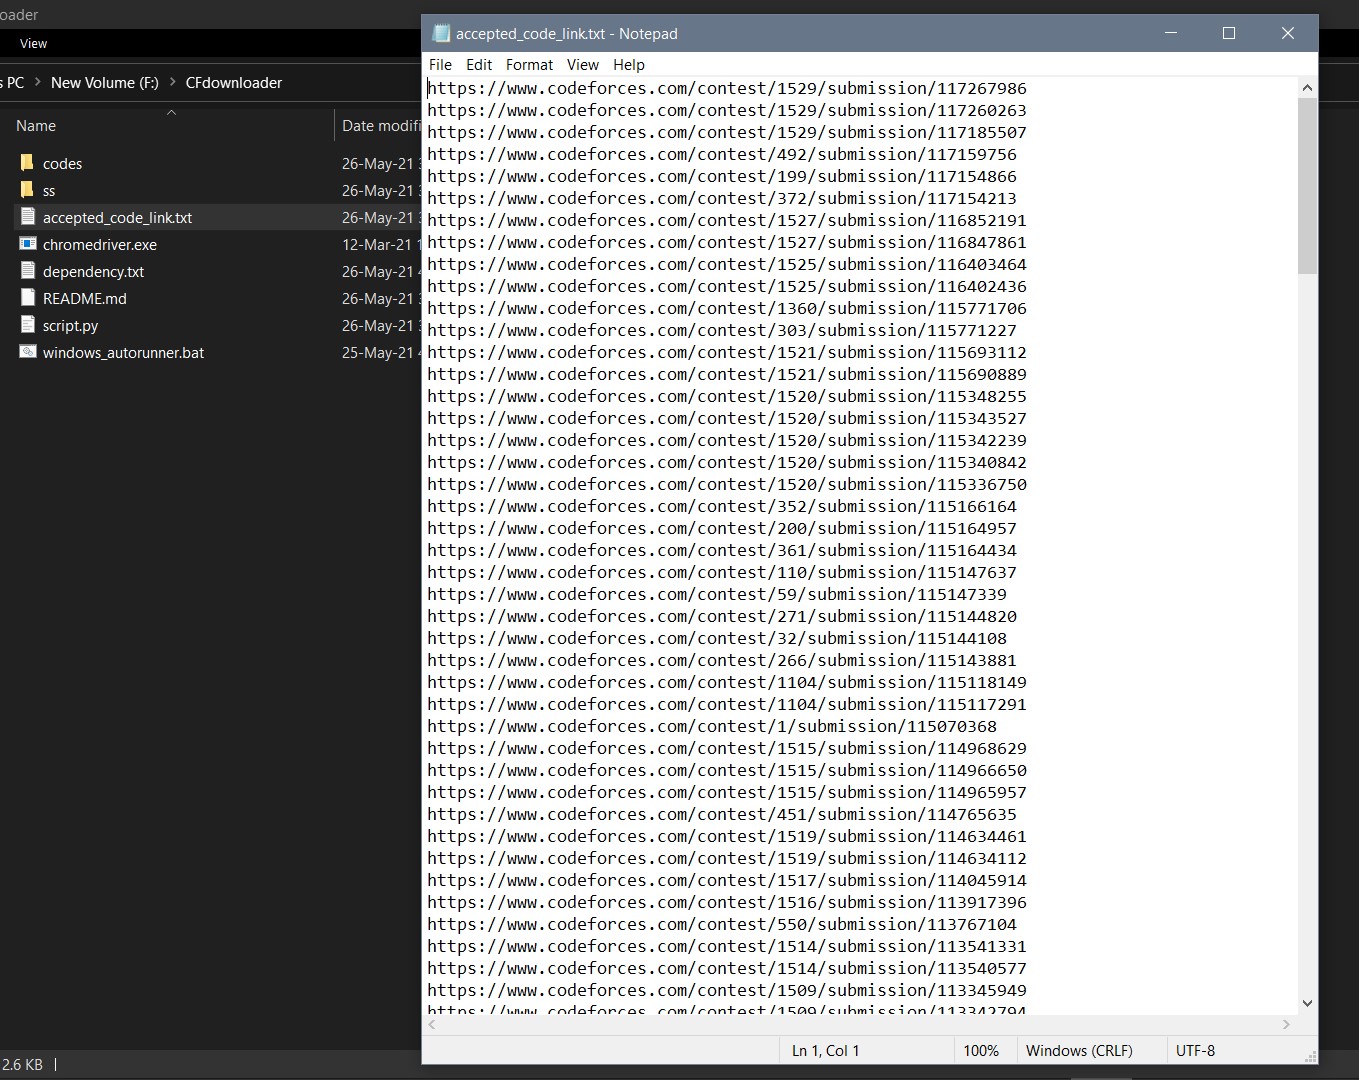 oader
View
s PC > New Volume (F:) > CFdownloader
Name
Date modifi
codes
26-May-21
ss
26-May-21
accepted_code_link.txt
26-May-21
chromedriver.exe
12-Mar-21 1
dependency.txt
26-May-21 4
README.md
26-May-21
script.py
26-May-21
windows_autorunner.bat
25-May-21 4
2.6 KB
accepted_code_link.txt - Notepad
File Edit Format View Help
https://www.codeforces.com/contest/1529/submission/117267986
https://www.codeforces.com/contest/1529/submission/117260263
https://www.codeforces.com/contest/1529/submission/117185507
https://www.codeforces.com/contest/492/submission/117159756
https://www.codeforces.com/contest/199/submission/117154866
https://www.codeforces.com/contest/372/submission/117154213
https://www.codeforces.com/contest/1527/submission/116852191
https://www.codeforces.com/contest/1527/submission/116847861
https://www.codeforces.com/contest/1525/submission/116403464
https://www.codeforces.com/contest/1525/submission/116402436
https://www.codeforces.com/contest/1360/submission/115771706
https://www.codeforces.com/contest/303/submission/115771227
https://www.codeforces.com/contest/1521/submission/115693112
https://www.codeforces.com/contest/1521/submission/115690889
https://www.codeforces.com/contest/1520/submission/115348255
https://www.codeforces.com/contest/1520/submission/115343527
https://www.codeforces.com/contest/1520/submission/115342239
https://www.codeforces.com/contest/1520/submission/115340842
https://www.codeforces.com/contest/1520/submission/115336750
https://www.codeforces.com/contest/352/submission/115166164
https://www.codeforces.com/contest/200/submission/115164957
https://www.codeforces.com/contest/361/submission/115164434
https://www.codeforces.com/contest/110/submission/115147637
https://www.codeforces.com/contest/59/submission/115147339
https://www.codeforces.com/contest/271/submission/115144820
https://www.codeforces.com/contest/32/submission/115144108
https://www.codeforces.com/contest/266/submission/115143881
https://www.codeforces.com/contest/1104/submission/115118149
https://www.codeforces.com/contest/1104/submission/115117291
https://www.codeforces.com/contest/1/submission/115070368
https://www.codeforces.com/contest/1515/submission/114968629
https://www.codeforces.com/contest/1515/submission/114966650
https://www.codeforces.com/contest/1515/submission/114965957
https://www.codeforces.com/contest/451/submission/114765635
https://www.codeforces.com/contest/1519/submission/114634461
https://www.codeforces.com/contest/1519/submission/114634112
https://www.codeforces.com/contest/1517/submission/114045914
https://www.codeforces.com/contest/1516/submission/113917396
https://www.codeforces.com/contest/550/submission/113767104
https://www.codeforces.com/contest/1514/submission/113541331
https://www.codeforces.com/contest/1514/submission/113540577
https://www.codeforces.com/contest/1509/submission/113345949
https://www.codeforces.com/contest/1509/submission/113342794
Ln 1, Col 1
100%
Windows (CRLF)
UTF-8